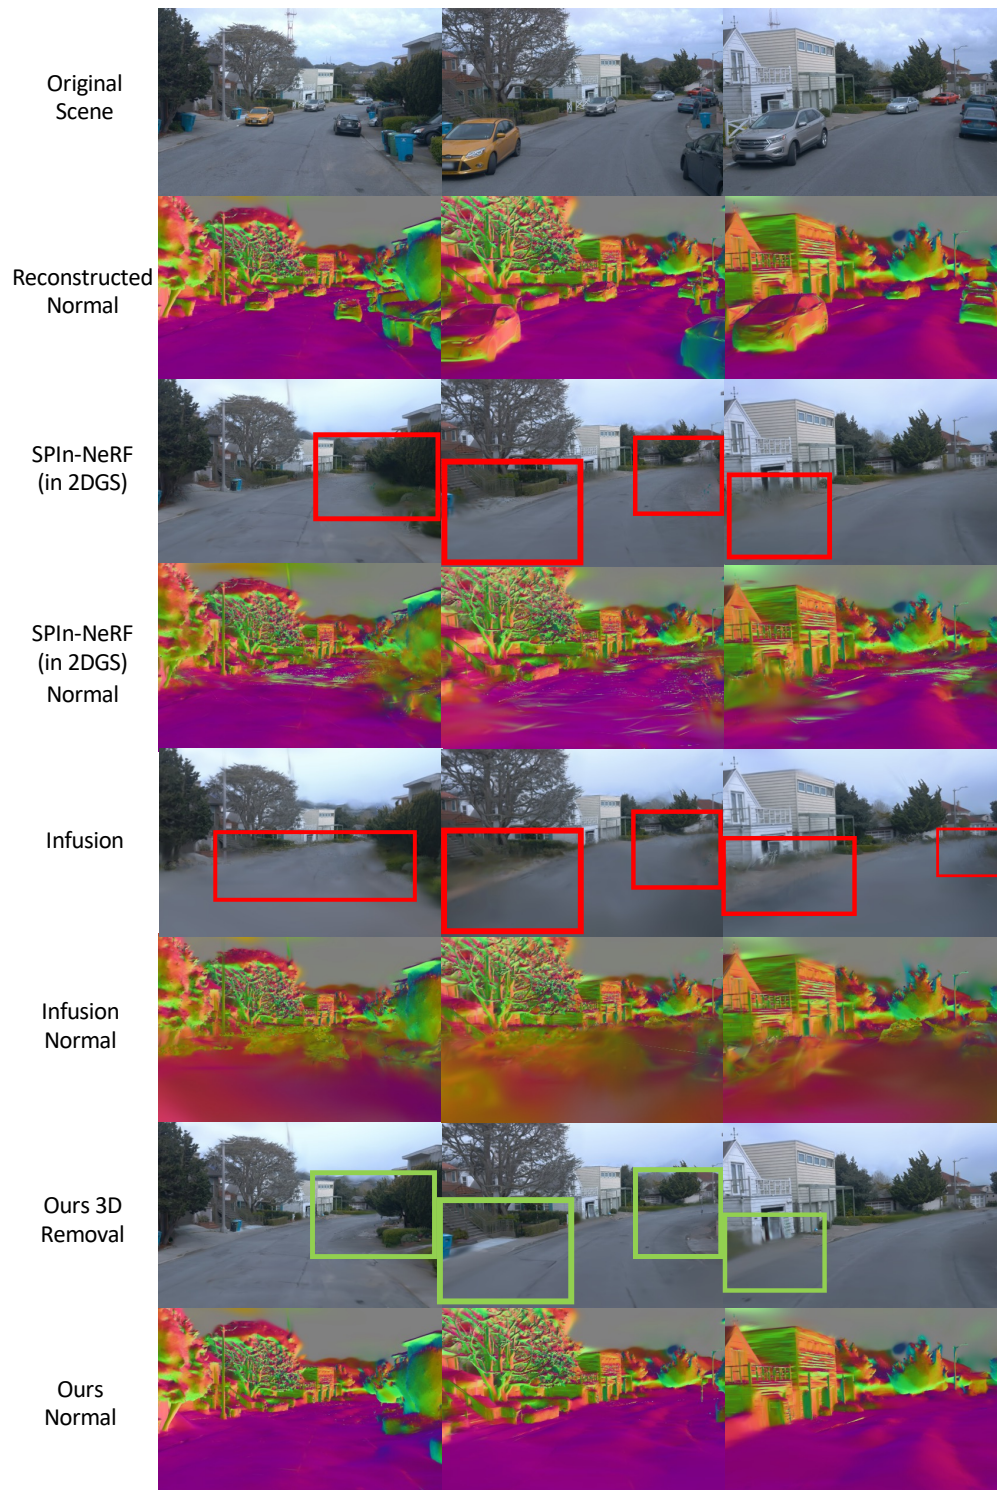 Original
Scene
Reconstructed
Normal
SPIn-NeRF
(in 2DGS)
SPIn-NeRF
(in 2DGS)
Normal
Infusion
Infusion
Normal
Ours 3D
Removal
Ours
Normal